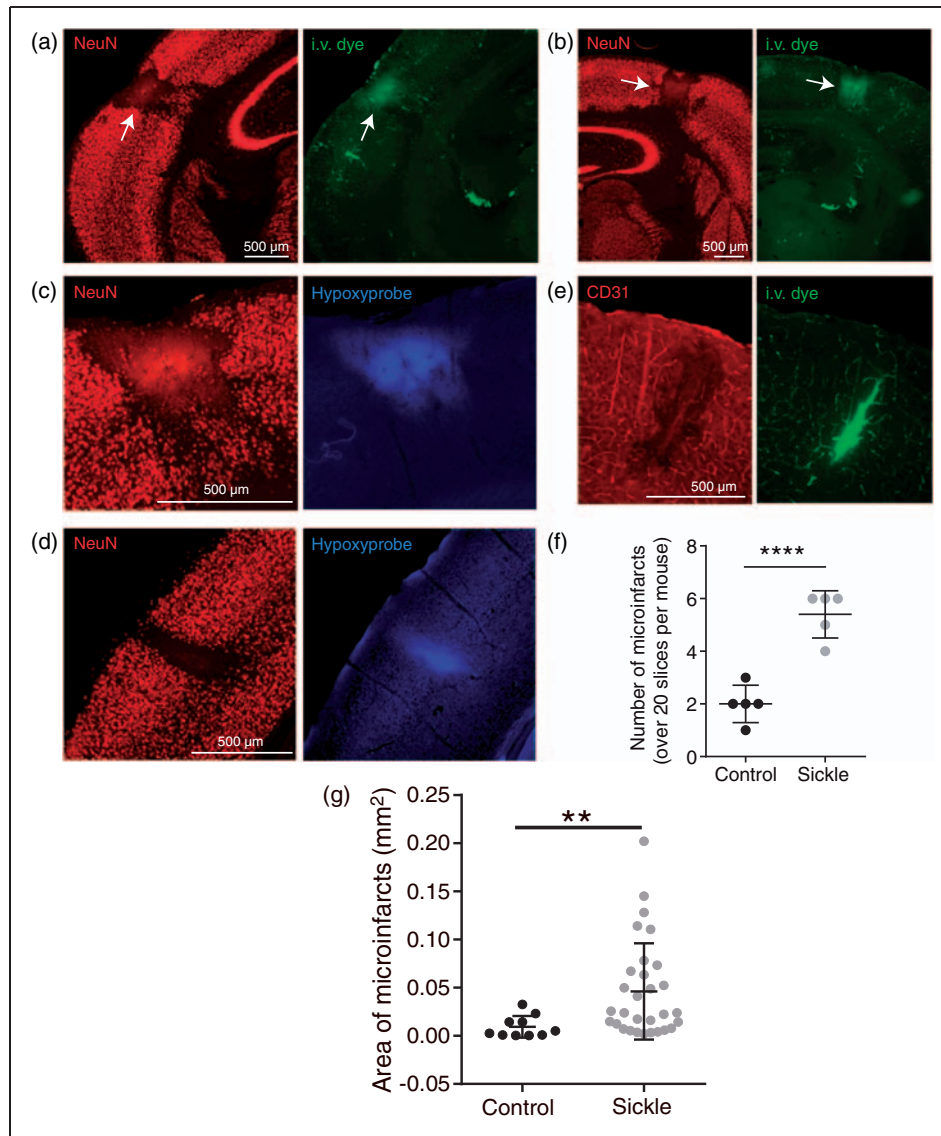 (a) NeuN i.v. dye
500 µm 500 µm
(b) NeuN i.v. dye
500 µm
(c) NeuN Hypoxyprobe
500 µm
(e) CD31 i.v. dye
(d) NeuN Hypoxyprobe
500 µm
(f)
Number of microinfarcts
(over 20 slices per mouse)
****
8
6
4
2
0
Control Sickle
(g)
Area of microinfarcts (mm²)
**
0.25
0.20
0.15
0.10
0.05
0.00
-0.05
Control Sickle